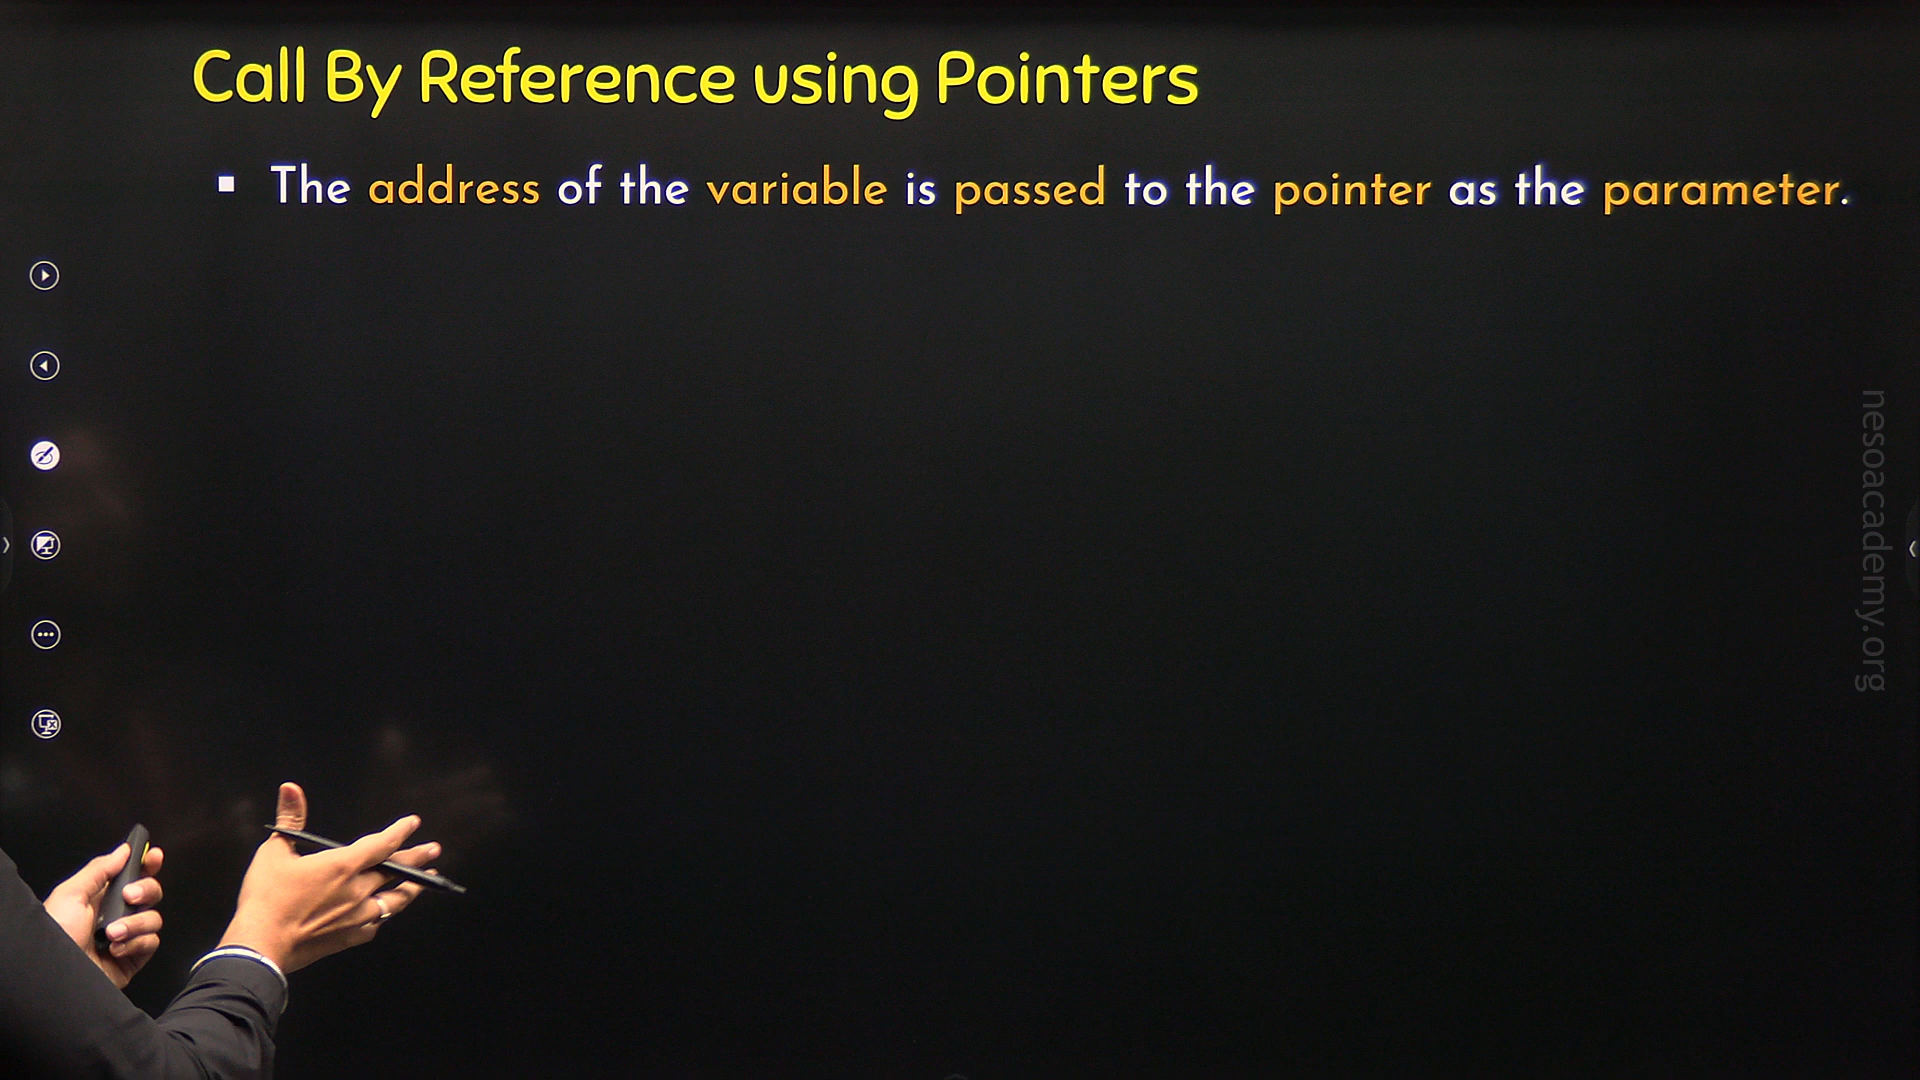 Call By Reference using Pointers
▪ The address of the variable is passed to the pointer as the parameter.
nesoacademy.org